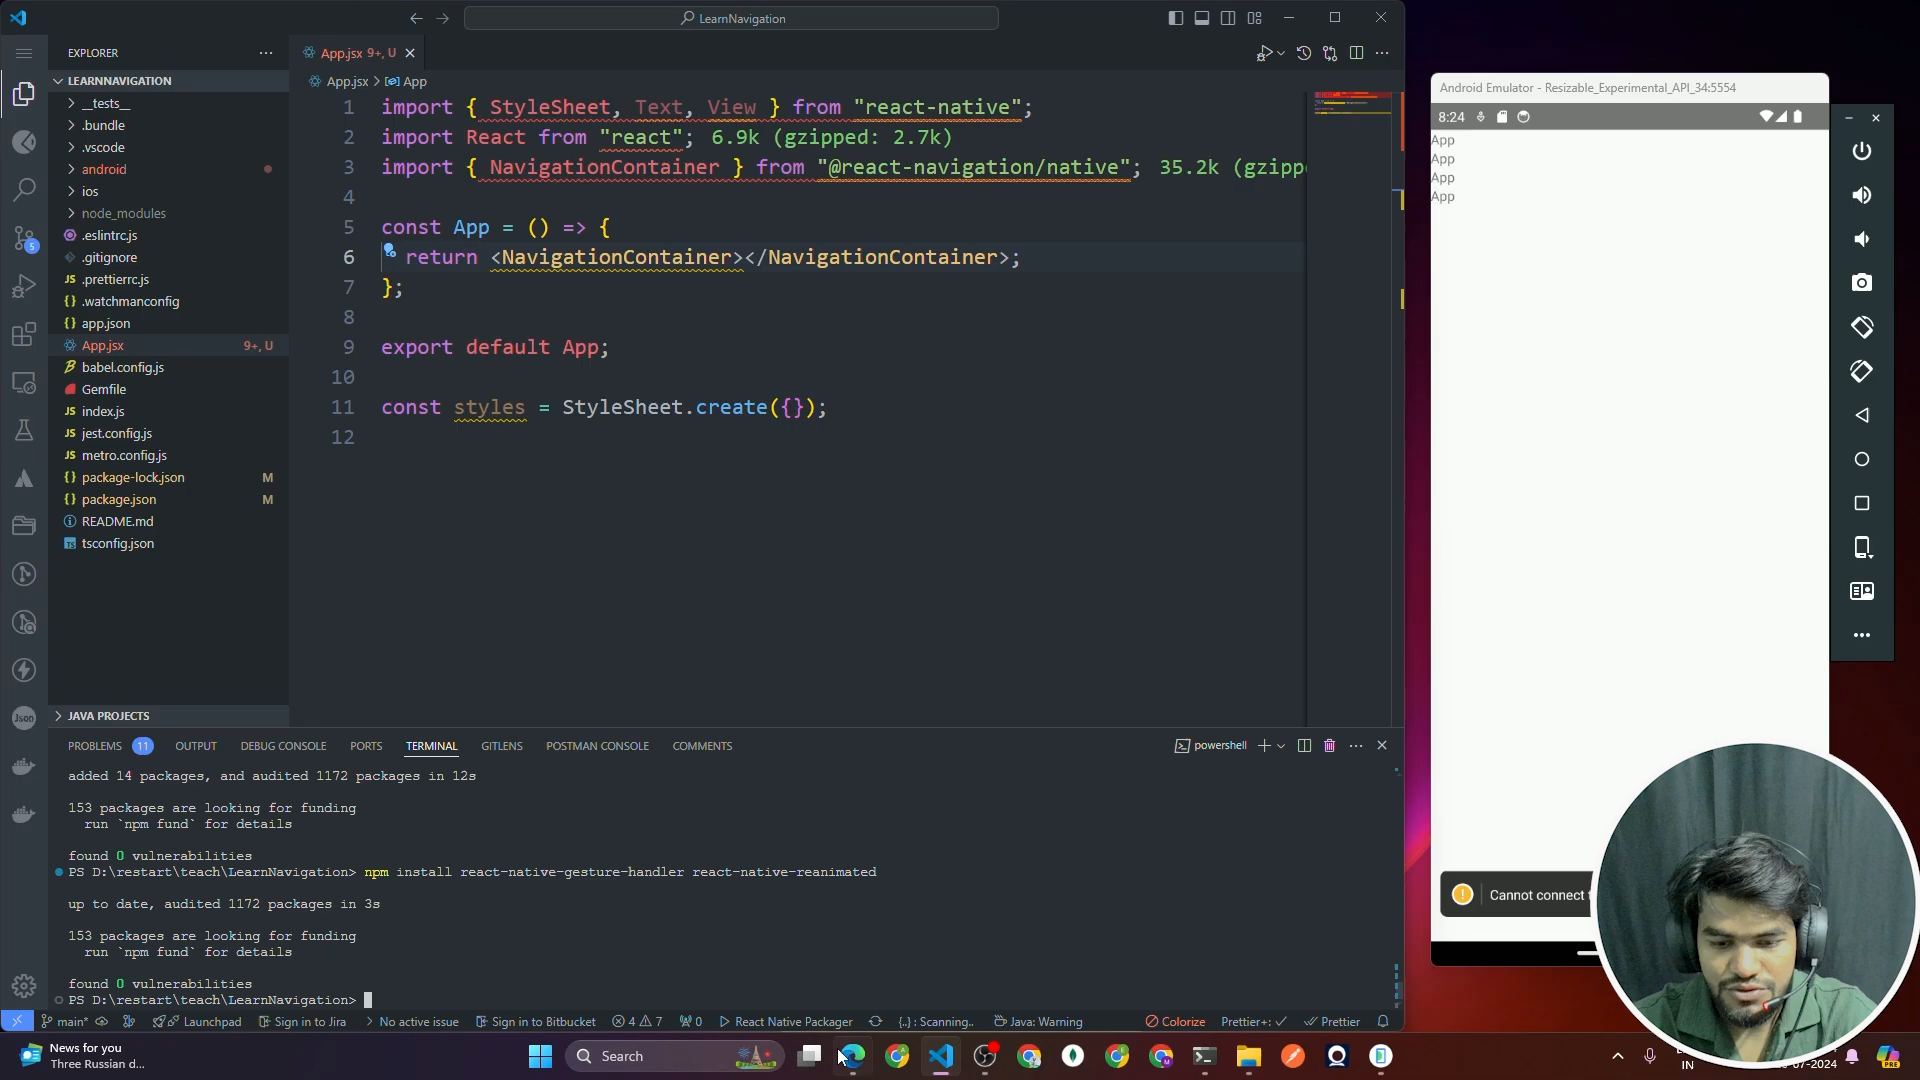 LearnNavigation
EXPLORER
LEARNNAVIGATION
__tests__
.bundle
.vscode
android
ios
node_modules
.eslintrc.js
.gitignore
JS .prettierrc.js
{} .watchmanconfig
{} app.json
App.jsx 9+, U
babel.config.js
Gemfile
JS index.js
JS jest.config.js
JS metro.config.js
{} package-lock.json M
{} package.json M
README.md
TS tsconfig.json
JAVA PROJECTS
App.jsx 9+, U
App.jsx > App
1 import { StyleSheet, Text, View } from "react-native";
2 import React from "react"; 6.9k (gzipped: 2.7k)
3 import { NavigationContainer } from "@react-navigation/native"; 35.2k (gzipp
4
5 const App = () => {
6 return <NavigationContainer></NavigationContainer>;
7 };
8
9 export default App;
10
11 const styles = StyleSheet.create({});
12
PROBLEMS 11 OUTPUT DEBUG CONSOLE PORTS TERMINAL GITLENS POSTMAN CONSOLE COMMENTS
powershell
added 14 packages, and audited 1172 packages in 12s
153 packages are looking for funding
run `npm fund` for details
found 0 vulnerabilities
PS D:\restart\teach\LearnNavigation> npm install react-native-gesture-handler react-native-reanimated
up to date, audited 1172 packages in 3s
153 packages are looking for funding
run `npm fund` for details
found 0 vulnerabilities
PS D:\restart\teach\LearnNavigation>
main* Launchpad Sign in to Jira No active issue Sign in to Bitbucket 4 7 0 React Native Packager {..} : Scanning.. Java: Warning Colorize Prettier+: Prettier
Android Emulator - Resizable_Experimental_API_34:5554
8:24
App
App
App
App
Cannot connect
5
Json
News for you
Three Russian d...
Search
IN
07-2024
PRE